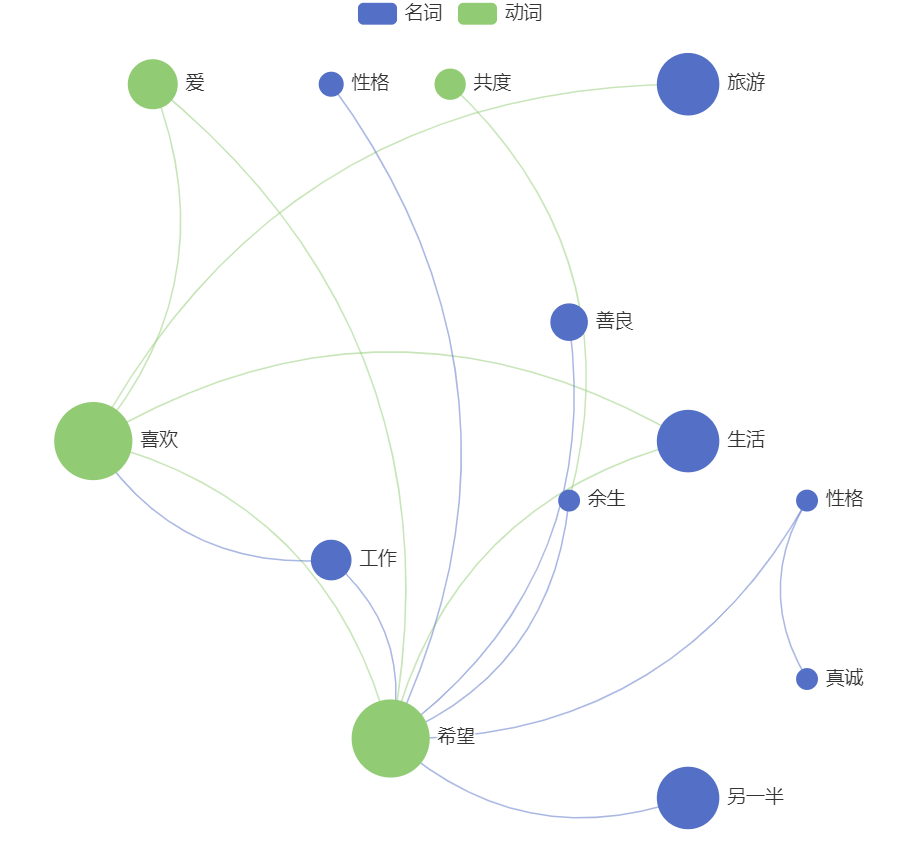 名词 动词
爱 性格 共度 旅游
善良
喜欢 生活
余生 性格
工作
真诚
希望
另一半